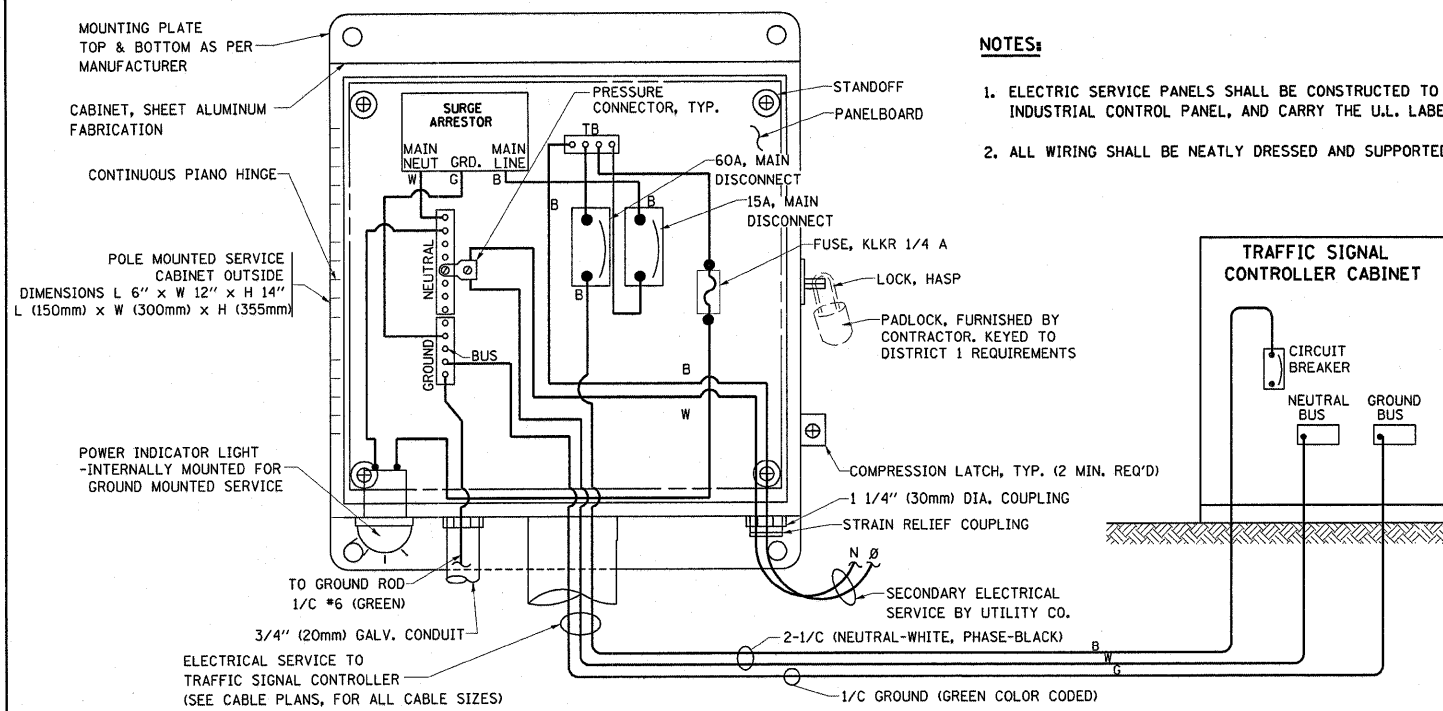 MOUNTING PLATE
TOP & BOTTOM AS PER
MANUFACTURER
CABINET, SHEET ALUMINUM
FABRICATION
CONTINUOUS PIANO HINGE
POLE MOUNTED SERVICE
CABINET OUTSIDE
DIMENSIONS L 6" x W 12" x H 14"
L (150mm) x W (300mm) x H (355mm)
POWER INDICATOR LIGHT
-INTERNALLY MOUNTED FOR
GROUND MOUNTED SERVICE
TO GROUND ROD
1/C #6 (GREEN)
3/4" (20mm) GALV. CONDUIT
ELECTRICAL SERVICE TO
TRAFFIC SIGNAL CONTROLLER
(SEE CABLE PLANS, FOR ALL CABLE SIZES)
SURGE
ARRESTOR
MAIN
NEUT
GRD.
MAIN
LINE
W
G
B
PRESSURE
CONNECTOR, TYP.
TB
60A, MAIN
DISCONNECT
15A, MAIN
DISCONNECT
B
B
B
NEUTRAL
GROUND
BUS
FUSE, KLKR 1/4 A
B
W
STANDOFF
PANELBOARD
LOCK, HASP
PADLOCK, FURNISHED BY
CONTRACTOR. KEYED TO
DISTRICT 1 REQUIREMENTS
COMPRESSION LATCH, TYP. (2 MIN. REQ'D)
1 1/4" (30mm) DIA. COUPLING
STRAIN RELIEF COUPLING
N Ø
SECONDARY ELECTRICAL
SERVICE BY UTILITY CO.
2-1/C (NEUTRAL-WHITE, PHASE-BLACK)
B
W
G
1/C GROUND (GREEN COLOR CODED)
NOTES:
1. ELECTRIC SERVICE PANELS SHALL BE CONSTRUCTED TO
INDUSTRIAL CONTROL PANEL, AND CARRY THE U.L. LABE
2. ALL WIRING SHALL BE NEATLY DRESSED AND SUPPORTED
TRAFFIC SIGNAL
CONTROLLER CABINET
CIRCUIT
BREAKER
NEUTRAL
BUS
GROUND
BUS